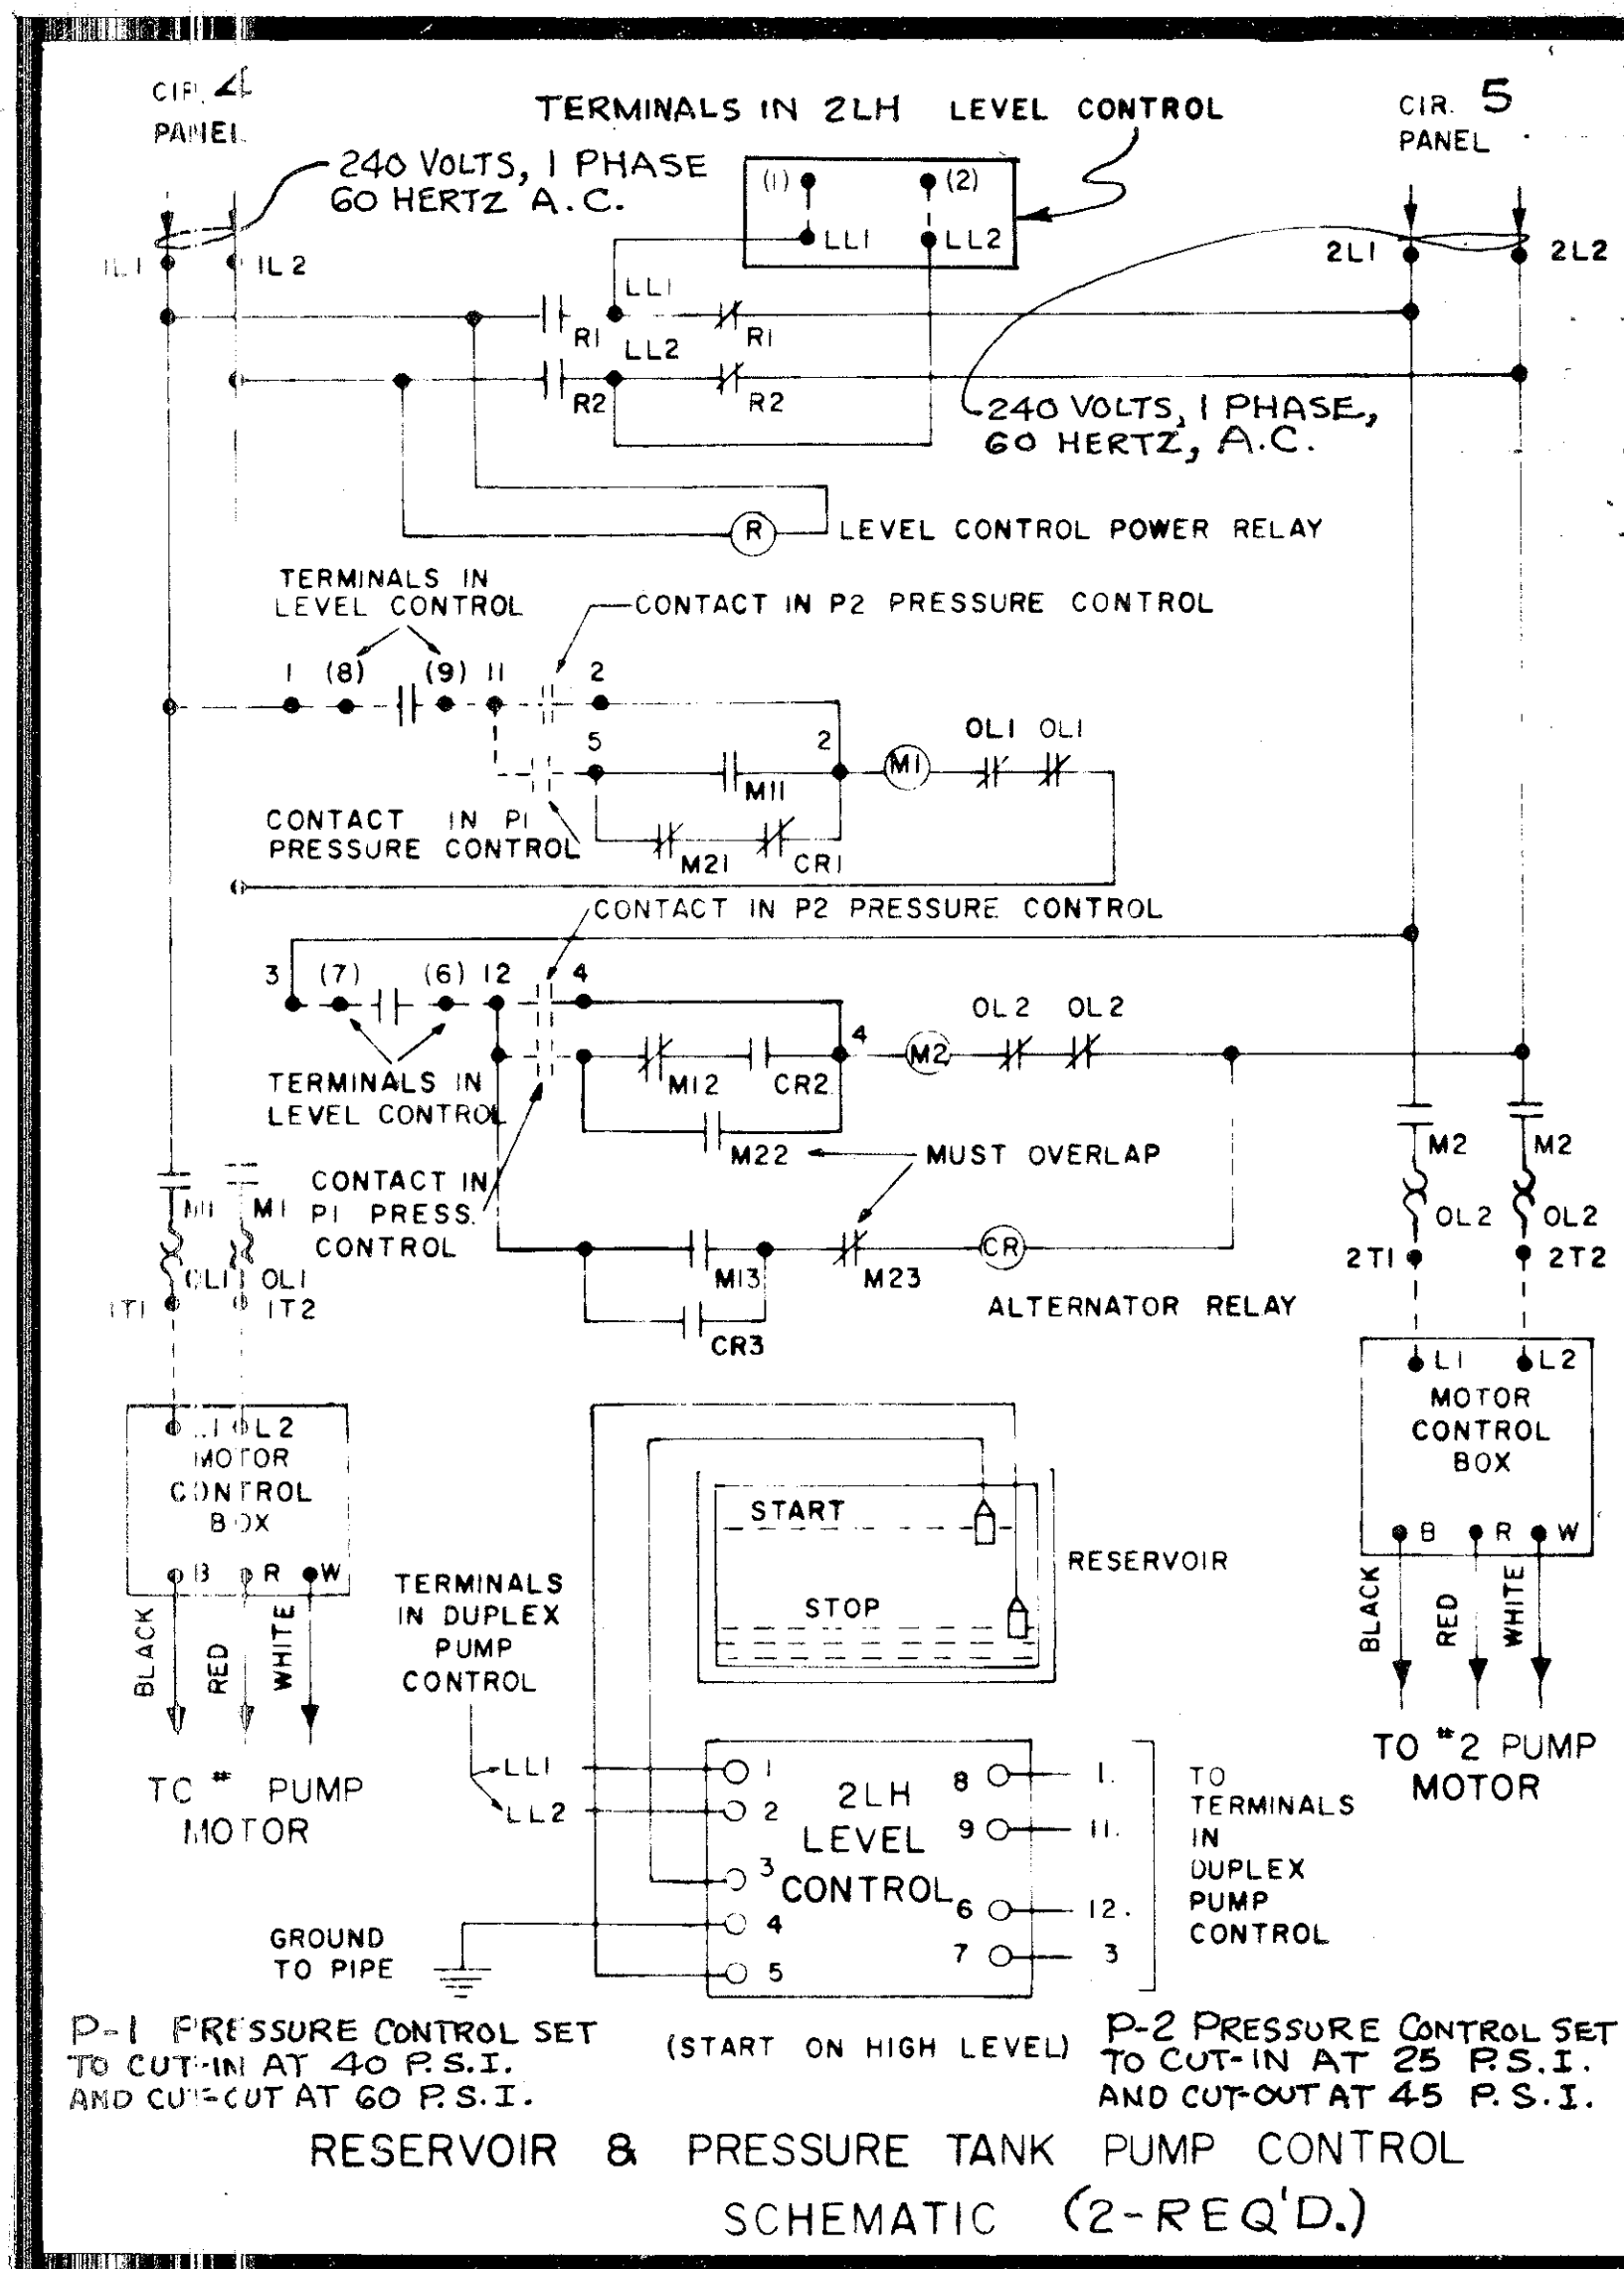 CIR. 4
PANEL
TERMINALS IN 2LH LEVEL CONTROL
CIR. 5
PANEL
240 VOLTS, 1 PHASE
60 HERTZ A.C.
(1) (2)
LL1 LL2
1L1 1L2
2L1 2L2
LL1
R1 R1
LL2
R2 R2
240 VOLTS, 1 PHASE,
60 HERTZ, A.C.
R LEVEL CONTROL POWER RELAY
TERMINALS IN
LEVEL CONTROL
CONTACT IN P2 PRESSURE CONTROL
1 (8) (9) 11 2
5 2 M1 OL1 OL1
M11
CONTACT IN P1
PRESSURE CONTROL
M21 CR1
CONTACT IN P2 PRESSURE CONTROL
3 (7) (6) 12 4
4 M2 OL2 OL2
M12 CR2
TERMINALS IN
LEVEL CONTROL
M22 MUST OVERLAP
M2 M2
CONTACT IN
P1 PRESS.
CONTROL
M1 M1
OL2 OL2
M13 M23 CR
2T1 2T2
OL1 OL1
1T1 1T2
ALTERNATOR RELAY
CR3
L1 L2
MOTOR
CONTROL
BOX
B R W
BLACK
RED
WHITE
TO #2 PUMP
MOTOR
L2
MOTOR
CONTROL
BOX
B R W
BLACK
RED
WHITE
TO # PUMP
MOTOR
START
STOP
RESERVOIR
TERMINALS
IN DUPLEX
PUMP
CONTROL
LL1
LL2
1
2
3
4
5
2LH
LEVEL
CONTROL
8 1.
9 11.
6 12.
7 3
TO
TERMINALS
IN
DUPLEX
PUMP
CONTROL
GROUND
TO PIPE
P-1 PRESSURE CONTROL SET
TO CUT-IN AT 40 P.S.I.
AND CUT-OUT AT 60 P.S.I.
(START ON HIGH LEVEL)
P-2 PRESSURE CONTROL SET
TO CUT-IN AT 25 P.S.I.
AND CUT-OUT AT 45 P.S.I.
RESERVOIR & PRESSURE TANK PUMP CONTROL
SCHEMATIC (2-REQ'D.)